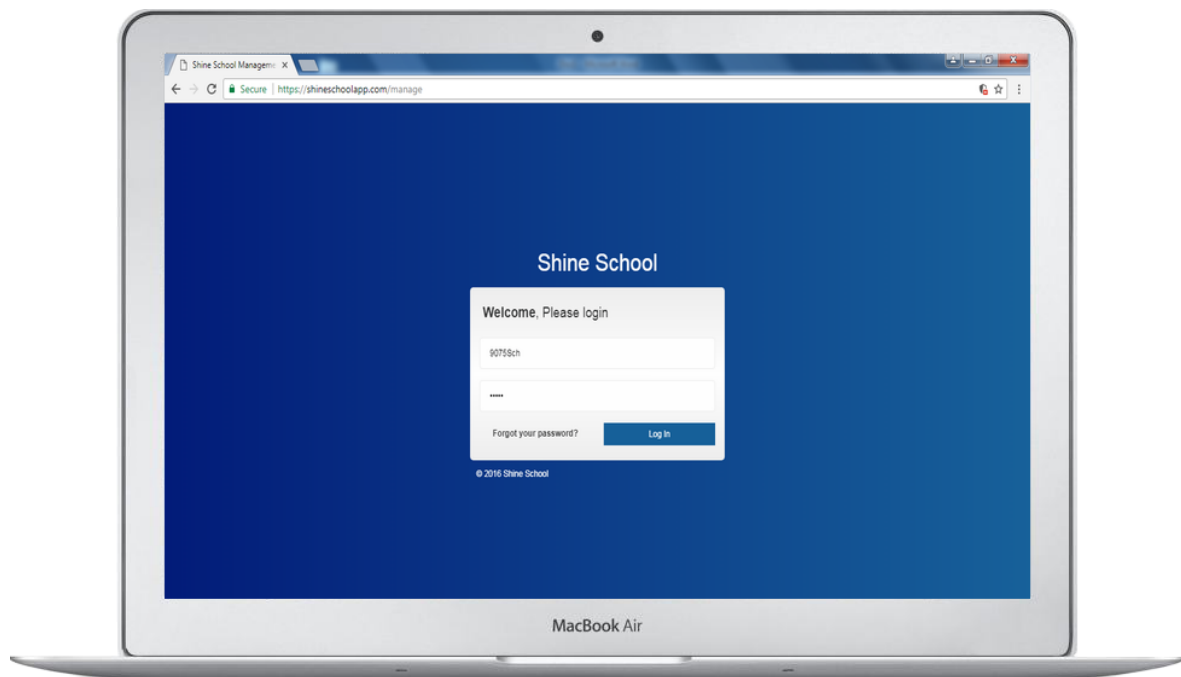 Shine School Manageme
Secure | https://shineschoolapp.com/manage
Shine School
Welcome, Please login
9075Sch
•••••
Forgot your password?
Log In
© 2016 Shine School
MacBook Air